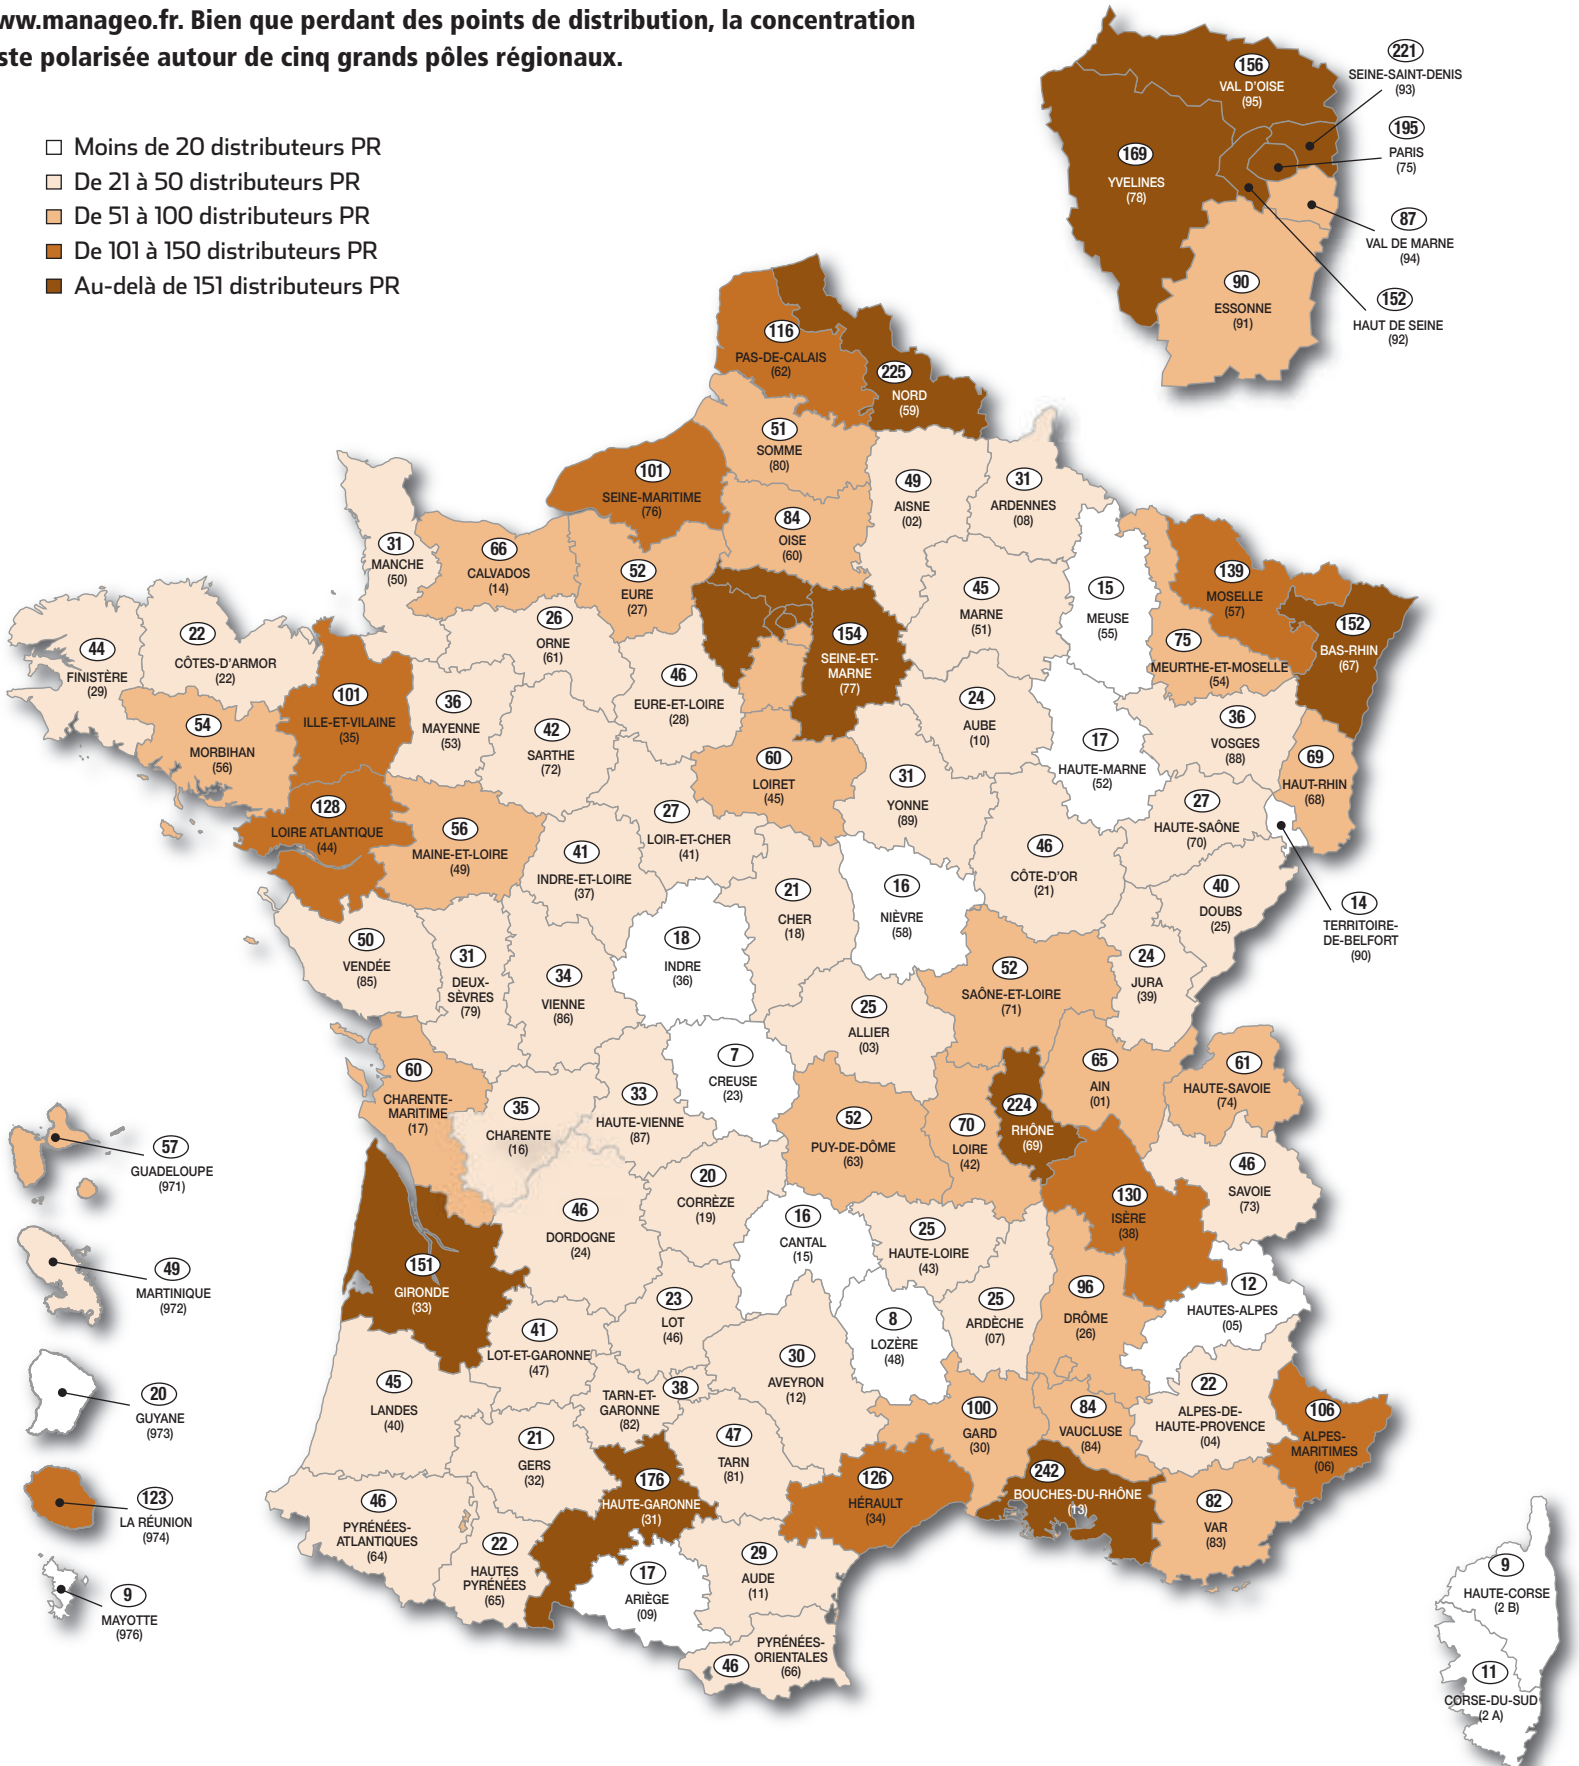 ww.manageo.fr. Bien que perdant des points de distribution, la concentration
ste polarisée autour de cinq grands pôles régionaux.
Moins de 20 distributeurs PR
De 21 à 50 distributeurs PR
De 51 à 100 distributeurs PR
De 101 à 150 distributeurs PR
Au-delà de 151 distributeurs PR
156
VAL D'OISE
(95)
221
SEINE-SAINT-DENIS
(93)
195
PARIS
(75)
169
YVELINES
(78)
87
VAL DE MARNE
(94)
90
ESSONNE
(91)
152
HAUT DE SEINE
(92)
116
PAS-DE-CALAIS
(62)
225
NORD
(59)
51
SOMME
(80)
101
SEINE-MARITIME
(76)
49
AISNE
(02)
31
ARDENNES
(08)
84
OISE
(60)
31
MANCHE
(50)
66
CALVADOS
(14)
52
EURE
(27)
45
MARNE
(51)
15
MEUSE
(55)
139
MOSELLE
(57)
75
MEURTHE-ET-MOSELLE
(54)
152
BAS-RHIN
(67)
44
FINISTÈRE
(29)
22
CÔTES-D'ARMOR
(22)
26
ORNE
(61)
154
SEINE-ET-
MARNE
(77)
54
MORBIHAN
(56)
101
ILLE-ET-VILAINE
(35)
36
MAYENNE
(53)
42
SARTHE
(72)
46
EURE-ET-LOIRE
(28)
24
AUBE
(10)
17
HAUTE-MARNE
(52)
36
VOSGES
(88)
69
HAUT-RHIN
(68)
60
LOIRET
(45)
31
YONNE
(89)
27
HAUTE-SAÔNE
(70)
128
LOIRE ATLANTIQUE
(44)
56
MAINE-ET-LOIRE
(49)
41
INDRE-ET-LOIRE
(37)
27
LOIR-ET-CHER
(41)
21
CHER
(18)
16
NIÈVRE
(58)
46
CÔTE-D'OR
(21)
40
DOUBS
(25)
14
TERRITOIRE-
DE-BELFORT
(90)
50
VENDÉE
(85)
31
DEUX-
SÈVRES
(79)
34
VIENNE
(86)
18
INDRE
(36)
25
ALLIER
(03)
52
SAÔNE-ET-LOIRE
(71)
24
JURA
(39)
60
CHARENTE-
MARITIME
(17)
35
CHARENTE
(16)
33
HAUTE-VIENNE
(87)
7
CREUSE
(23)
52
PUY-DE-DÔME
(63)
70
LOIRE
(42)
224
RHÔNE
(69)
65
AIN
(01)
61
HAUTE-SAVOIE
(74)
57
GUADELOUPE
(971)
46
SAVOIE
(73)
130
ISÈRE
(38)
46
DORDOGNE
(24)
20
CORRÈZE
(19)
16
CANTAL
(15)
25
HAUTE-LOIRE
(43)
49
MARTINIQUE
(972)
151
GIRONDE
(33)
41
LOT-ET-GARONNE
(47)
23
LOT
(46)
30
AVEYRON
(12)
8
LOZÈRE
(48)
25
ARDÈCHE
(07)
96
DRÔME
(26)
12
HAUTES-ALPES
(05)
20
GUYANE
(973)
45
LANDES
(40)
21
GERS
(32)
38
TARN-ET-
GARONNE
(82)
47
TARN
(81)
100
GARD
(30)
84
VAUCLUSE
(84)
22
ALPES-DE-
HAUTE-PROVENCE
(04)
106
ALPES-
MARITIMES
(06)
123
LA RÉUNION
(974)
46
PYRÉNÉES-
ATLANTIQUES
(64)
22
HAUTES
PYRÉNÉES
(65)
176
HAUTE-GARONNE
(31)
126
HÉRAULT
(34)
242
BOUCHES-DU-RHÔNE
(13)
82
VAR
(83)
9
MAYOTTE
(976)
17
ARIÈGE
(09)
29
AUDE
(11)
46
PYRÉNÉES-
ORIENTALES
(66)
9
HAUTE-CORSE
(2 B)
11
CORSE-DU-SUD
(2 A)